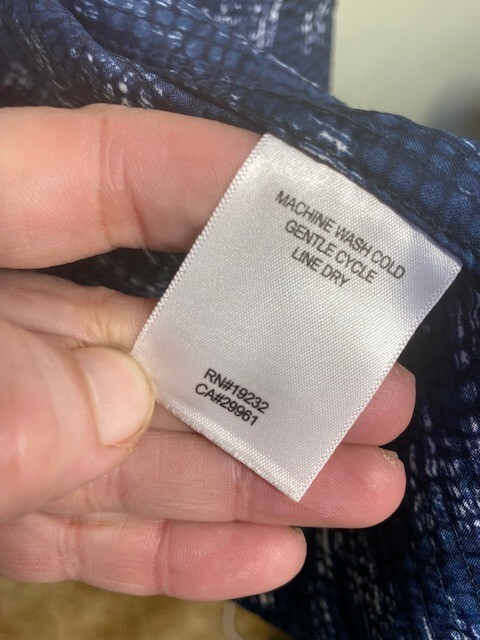 MACHINE WASH COLD
GENTLE CYCLE
LINE DRY
RN#19232
CA#29961